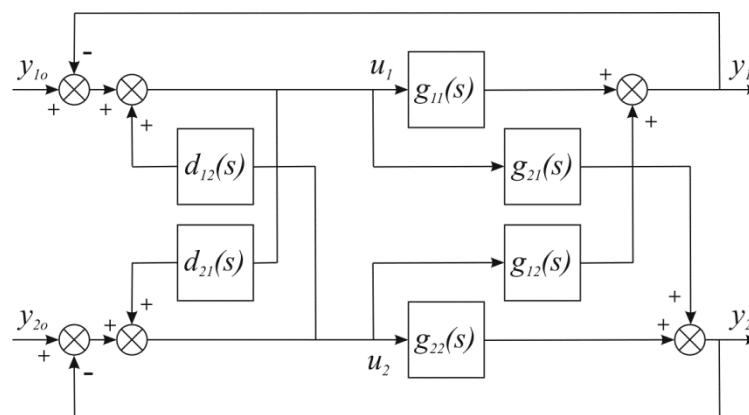 -
y₁ₒ u₁ g₁₁(s) + y₁
+ + +
+ d₁₂(s) g₂₁(s)
d₂₁(s) g₁₂(s)
+ +
y₂ₒ + + + y₂
+ g₂₂(s)
- u₂